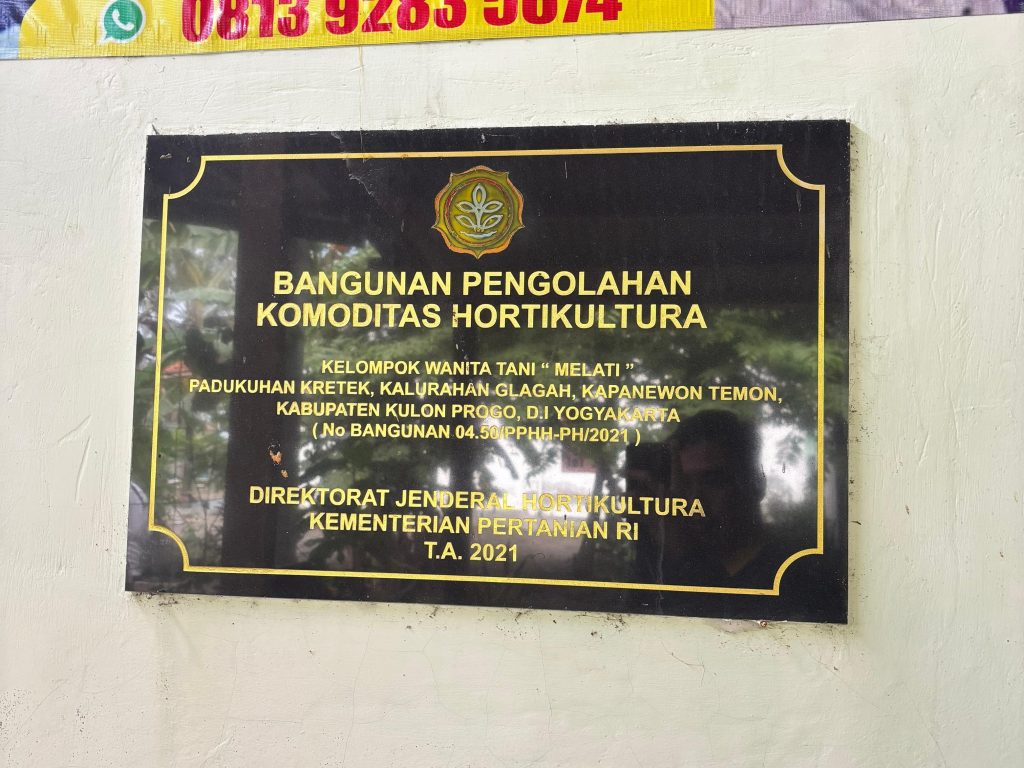 0813 9283 5674
BANGUNAN PENGOLAHAN
KOMODITAS HORTIKULTURA
KELOMPOK WANITA TANI “ MELATI ”
PADUKUHAN KRETEK, KALURAHAN GLAGAH, KAPANEWON TEMON,
KABUPATEN KULON PROGO, D.I YOGYAKARTA
( No BANGUNAN 04.50/PPHH-PH/2021 )
DIREKTORAT JENDERAL HORTIKULTURA
KEMENTERIAN PERTANIAN RI
T.A. 2021